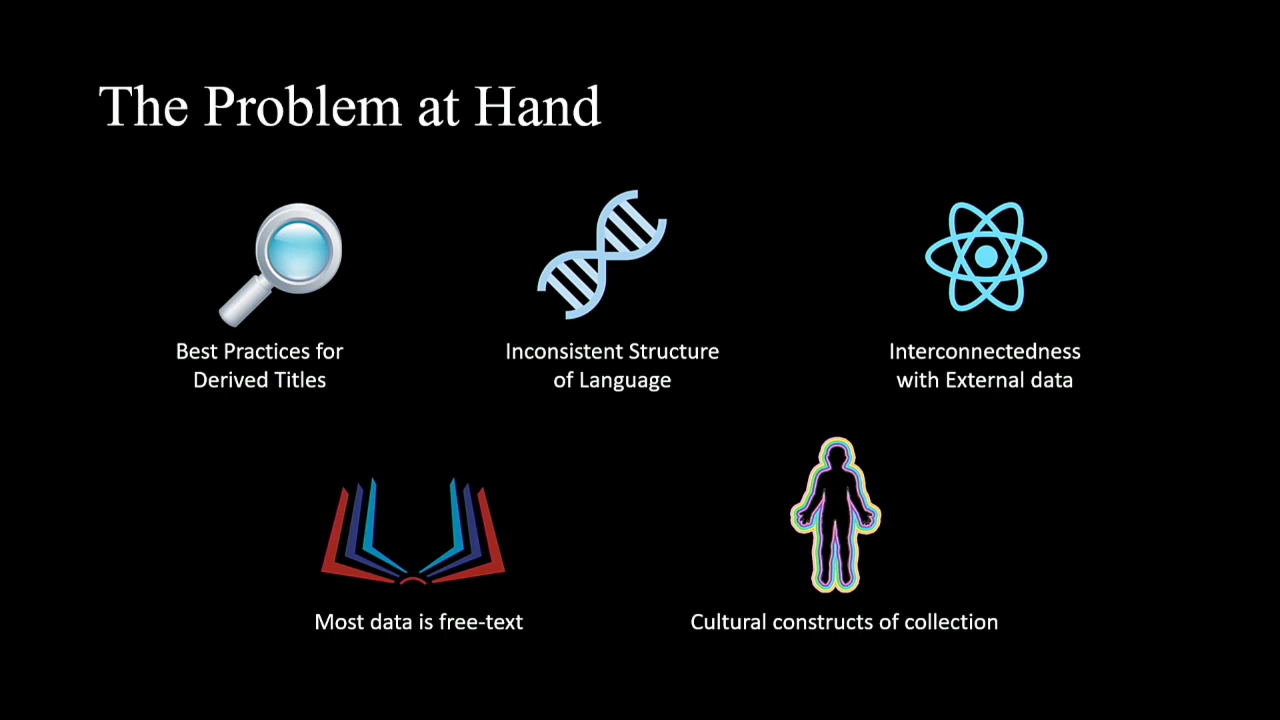 The Problem at Hand
Best Practices for
Derived Titles
Inconsistent Structure
of Language
Interconnectedness
with External data
Most data is free-text
Cultural constructs of collection